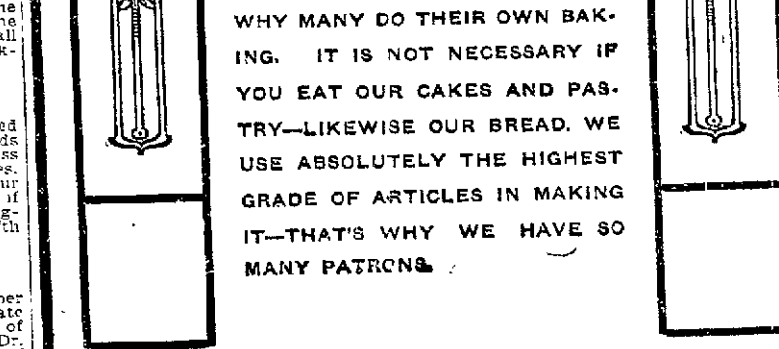 WHY MANY DO THEIR OWN BAK-
ING. IT IS NOT NECESSARY IF
YOU EAT OUR CAKES AND PAS-
TRY—LIKEWISE OUR BREAD. WE
USE ABSOLUTELY THE HIGHEST
GRADE OF ARTICLES IN MAKING
IT—THAT'S WHY WE HAVE SO
MANY PATRONS.
of
Dr.